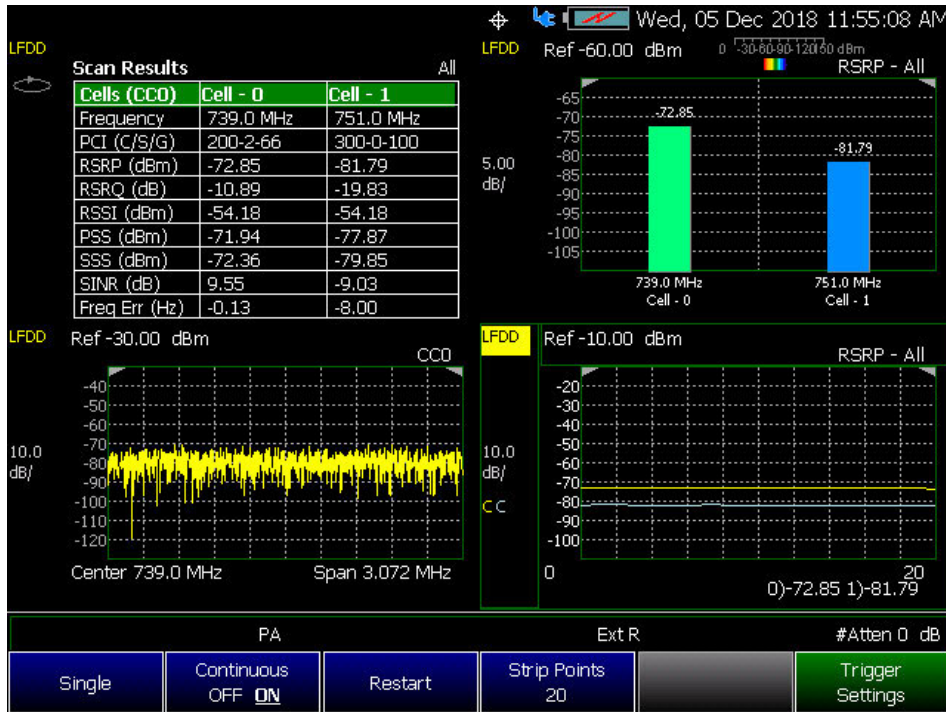 Wed, 05 Dec 2018 11:55:08 AM
LFDD
Scan Results All
Cells (CC0) Cell - 0 Cell - 1
Frequency 739.0 MHz 751.0 MHz
PCI (C/S/G) 200-2-66 300-0-100
RSRP (dBm) -72.85 -81.79
RSRQ (dB) -10.89 -19.83
RSSI (dBm) -54.18 -54.18
PSS (dBm) -71.94 -77.87
SSS (dBm) -72.36 -79.85
SINR (dB) 9.55 -9.03
Freq Err (Hz) -0.13 -8.00
LFDD Ref -60.00 dBm 0 -30-60-90-120150 dBm
RSRP - All
-65
-70
-75
-80
-85
-90
-95
-100
-105
5.00
dB/
-72.85
-81.79
739.0 MHz 751.0 MHz
Cell - 0 Cell - 1
LFDD Ref -30.00 dBm
CC0
-40
-50
-60
-70
-80
-90
-100
-110
-120
10.0
dB/
Center 739.0 MHz Span 3.072 MHz
LFDD Ref -10.00 dBm
RSRP - All
-20
-30
-40
-50
-60
-70
-80
-90
-100
10.0
dB/
C C
0 20
0)-72.85 1)-81.79
PA Ext R #Atten 0 dB
Single
Continuous
OFF ON
Restart
Strip Points
20
Trigger
Settings